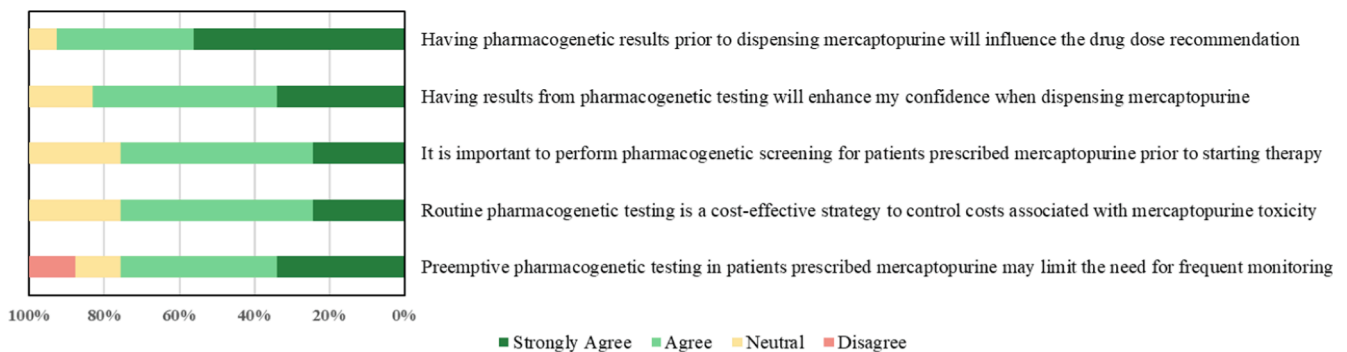 Having pharmacogenetic results prior to dispensing mercaptopurine will influence the drug dose recommendation
Having results from pharmacogenetic testing will enhance my confidence when dispensing mercaptopurine
It is important to perform pharmacogenetic screening for patients prescribed mercaptopurine prior to starting therapy
Routine pharmacogenetic testing is a cost-effective strategy to control costs associated with mercaptopurine toxicity
Preemptive pharmacogenetic testing in patients prescribed mercaptopurine may limit the need for frequent monitoring
100% 80% 60% 40% 20% 0%
Strongly Agree Agree Neutral Disagree